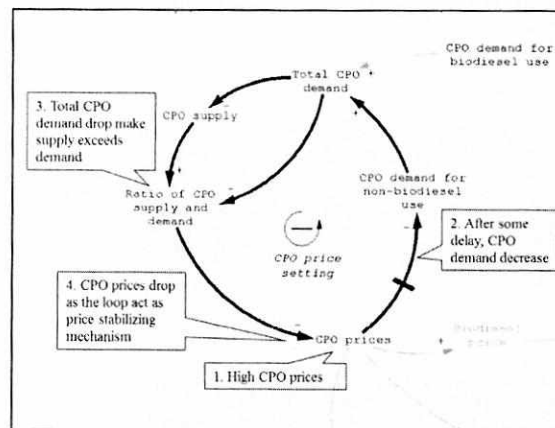 CPO demand for
biodiesel use
Total CPO
demand
+
-
CPO supply
3. Total CPO
demand drop make
supply exceeds
demand
+
+
CPO demand for
non-biodiesel
use
Ratio of CPO
supply and
demand
-
-
CPO price
setting
2. After some
delay, CPO
demand decrease
4. CPO prices drop
as the loop act as
price stabilizing
mechanism
-
CPO prices
+
Biodiesel
price
1. High CPO prices